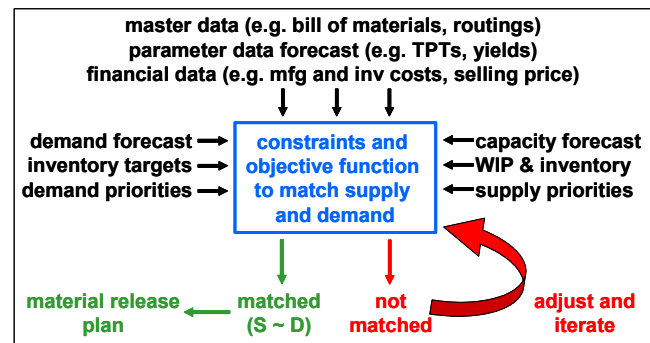 master data (e.g. bill of materials, routings)
parameter data forecast (e.g. TPTs, yields)
financial data (e.g. mfg and inv costs, selling price)
demand forecast
inventory targets
demand priorities
constraints and
objective function
to match supply
and demand
capacity forecast
WIP & inventory
supply priorities
material release
plan
matched
(S ~ D)
not
matched
adjust and
iterate